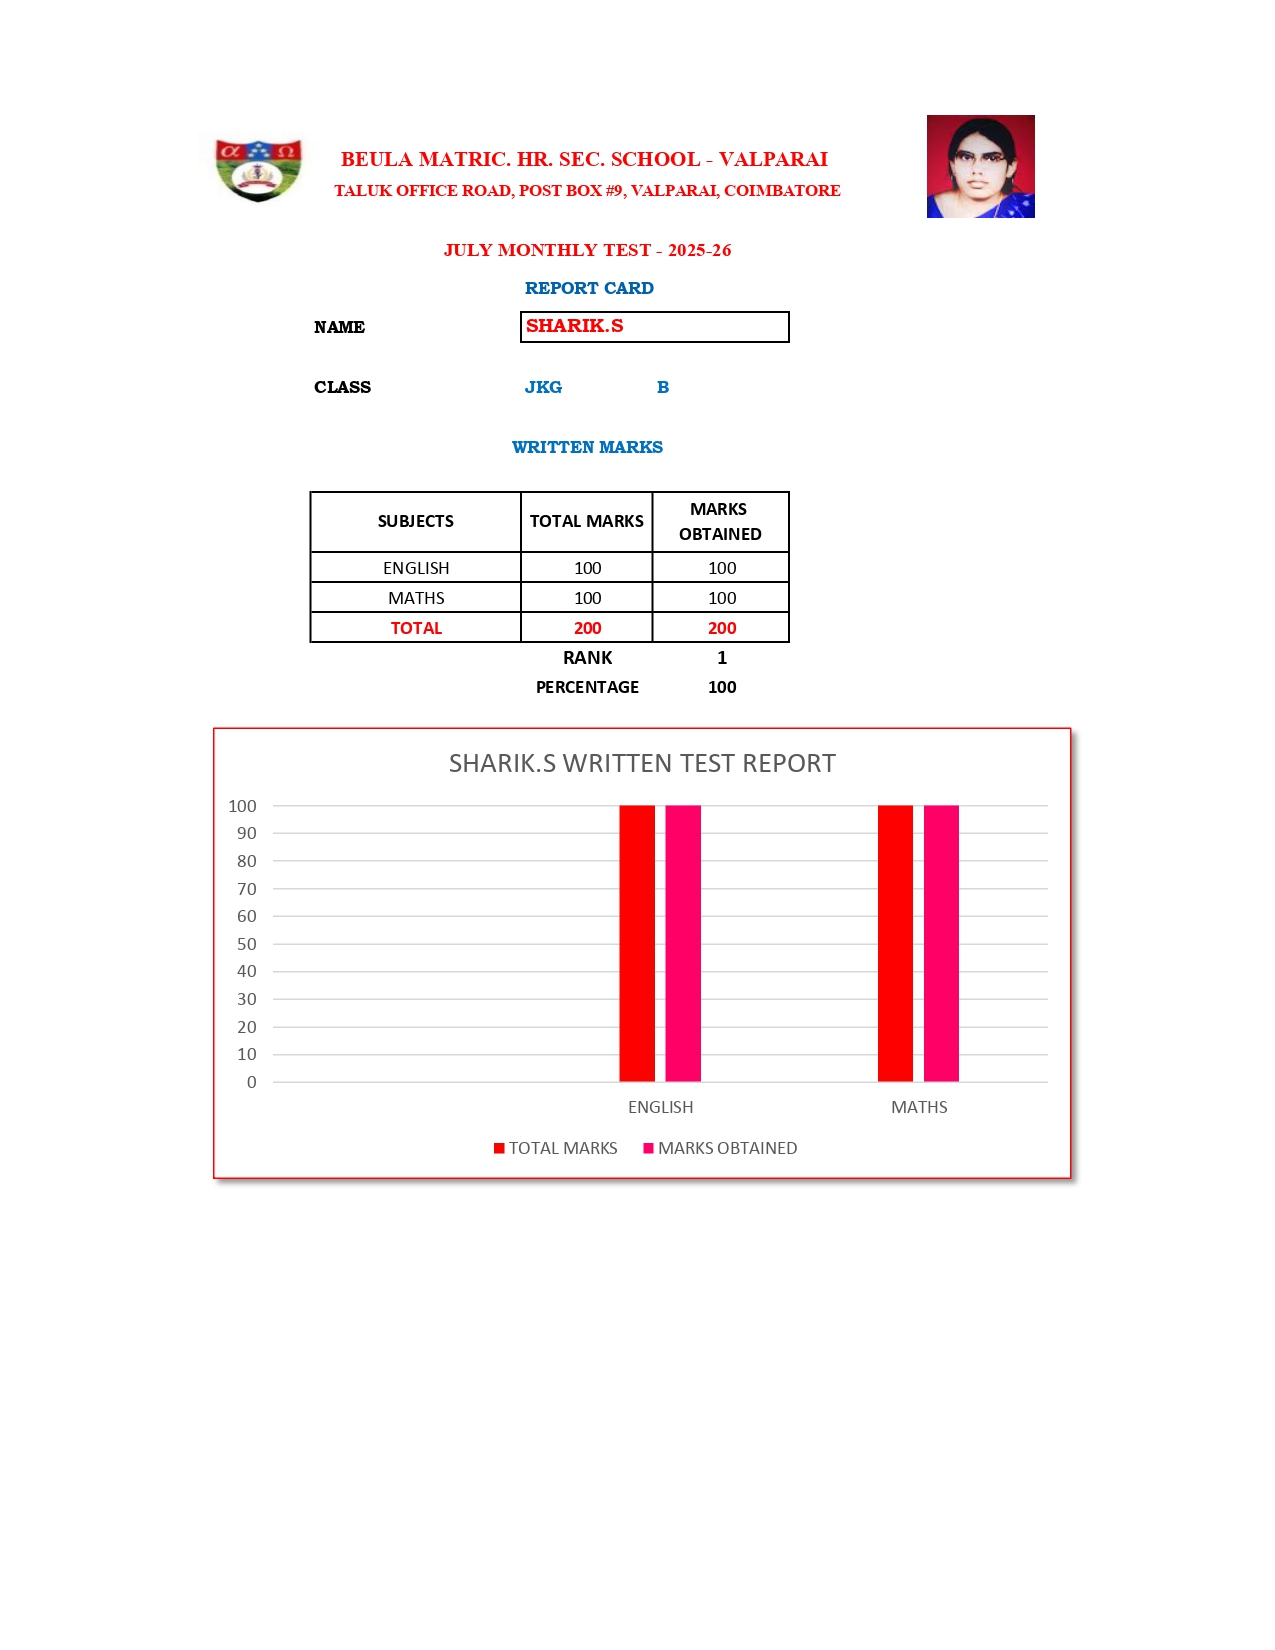 α Ω
BEULA MATRIC. HR. SEC. SCHOOL - VALPARAI
TALUK OFFICE ROAD, POST BOX #9, VALPARAI, COIMBATORE
JULY MONTHLY TEST - 2025-26
REPORT CARD
NAME SHARIK.S
CLASS JKG B
WRITTEN MARKS
SUBJECTS TOTAL MARKS MARKS OBTAINED
ENGLISH 100 100
MATHS 100 100
TOTAL 200 200
RANK 1
PERCENTAGE 100
SHARIK.S WRITTEN TEST REPORT
100
90
80
70
60
50
40
30
20
10
0
ENGLISH MATHS
TOTAL MARKS MARKS OBTAINED